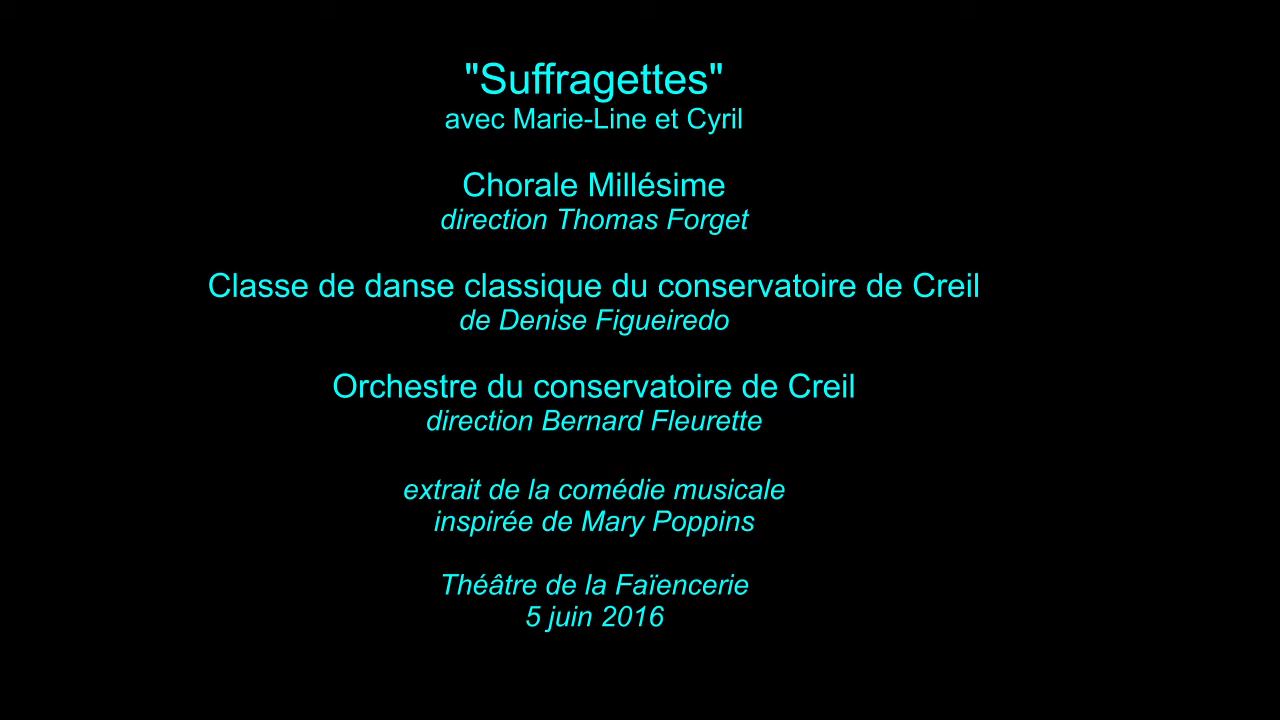 "Suffragettes"
avec Marie-Line et Cyril
Chorale Millésime
direction Thomas Forget
Classe de danse classique du conservatoire de Creil
de Denise Figueiredo
Orchestre du conservatoire de Creil
direction Bernard Fleurette
extrait de la comédie musicale
inspirée de Mary Poppins
Théâtre de la Faïencerie
5 juin 2016